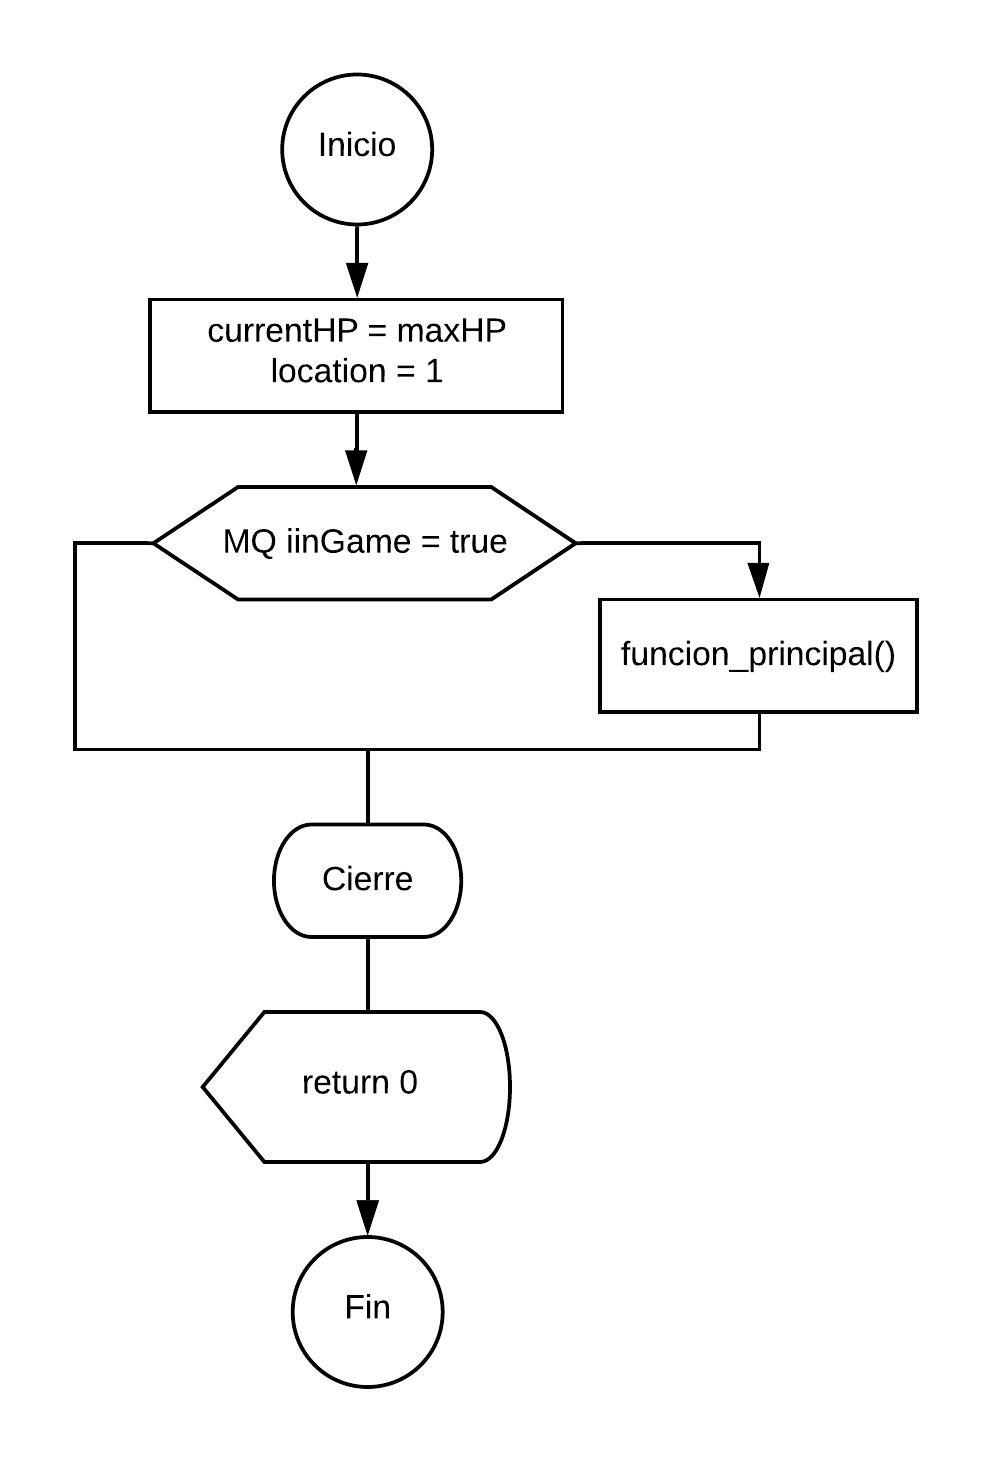 Inicio
currentHP = maxHP
location = 1
MQ iinGame = true
funcion_principal()
Cierre
return 0
Fin